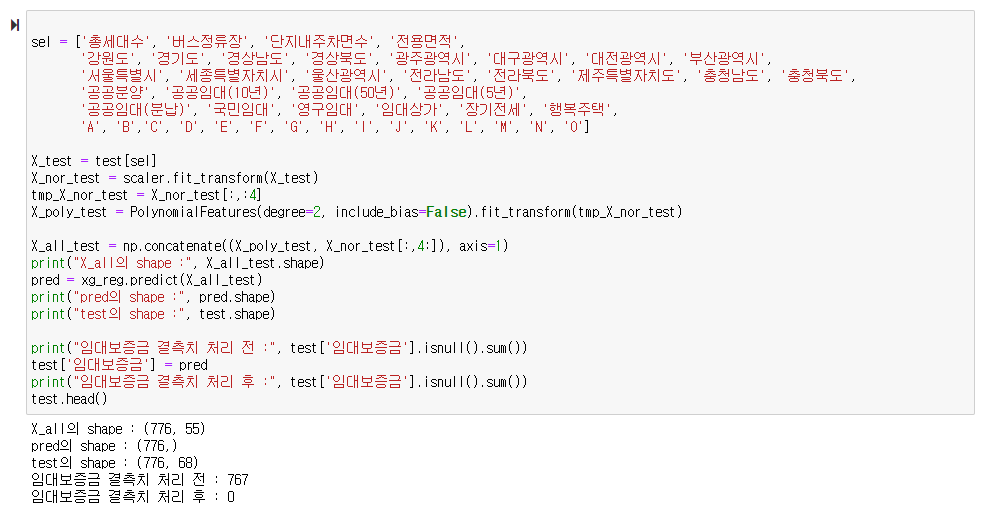 sel = ['총세대수', '버스정류장', '단지내주차면수', '전용면적',
'강원도', '경기도', '경상남도', '경상북도', '광주광역시', '대구광역시', '대전광역시', '부산광역시',
'서울특별시', '세종특별자치시', '울산광역시', '전라남도', '전라북도', '제주특별자치도', '충청남도', '충청북도',
'공공분양', '공공임대(10년)', '공공임대(50년)', '공공임대(5년)',
'공공임대(분납)', '국민임대', '영구임대', '임대상가', '장기전세', '행복주택',
'A', 'B','C', 'D', 'E', 'F', 'G', 'H', 'I', 'J', 'K', 'L', 'M', 'N', 'O']
X_test = test[sel]
X_nor_test = scaler.fit_transform(X_test)
tmp_X_nor_test = X_nor_test[:,:4]
X_poly_test = PolynomialFeatures(degree=2, include_bias=False).fit_transform(tmp_X_nor_test)
X_all_test = np.concatenate((X_poly_test, X_nor_test[:,4:]), axis=1)
print("X_all의 shape :", X_all_test.shape)
pred = xg_reg.predict(X_all_test)
print("pred의 shape :", pred.shape)
print("test의 shape :", test.shape)
print("임대보증금 결측치 처리 전 :", test['임대보증금'].isnull().sum())
test['임대보증금'] = pred
print("임대보증금 결측치 처리 후 :", test['임대보증금'].isnull().sum())
test.head()
X_all의 shape : (776, 55)
pred의 shape : (776,)
test의 shape : (776, 68)
임대보증금 결측치 처리 전 : 767
임대보증금 결측치 처리 후 : 0